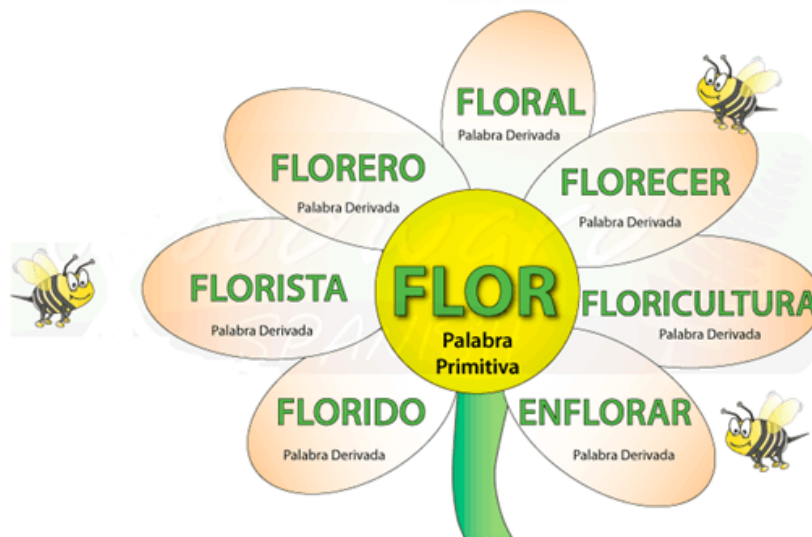 FLORAL
Palabra Derivada
FLORERO
Palabra Derivada
FLORECER
Palabra Derivada
FLORISTA
Palabra Derivada
FLOR
Palabra
Primitiva
FLORICULTURA
Palabra Derivada
FLORIDO
Palabra Derivada
ENFLORAR
Palabra Derivada